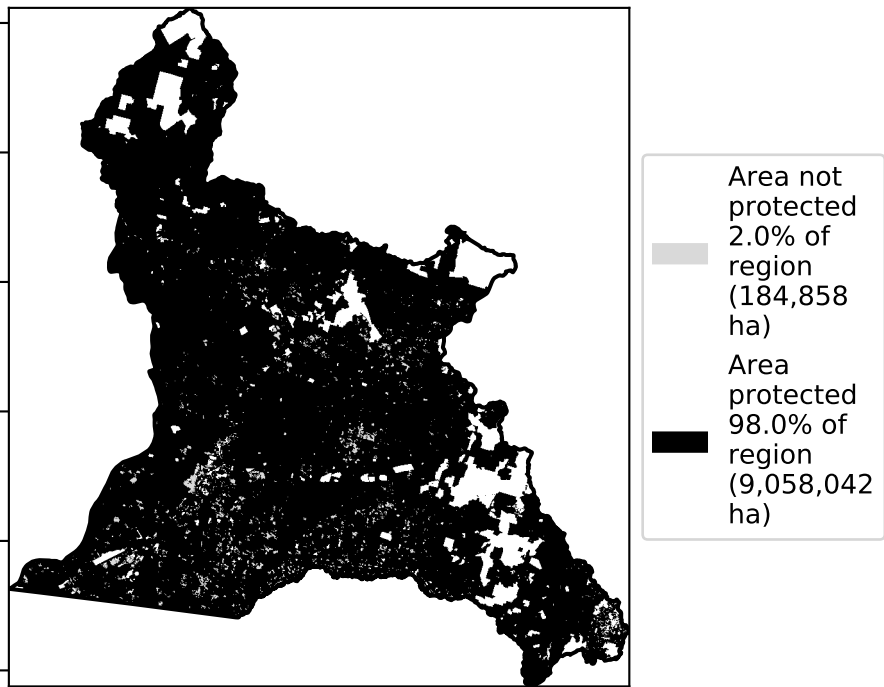 Area not
protected
2.0% of
region
(184,858
ha)
Area
protected
98.0% of
region
(9,058,042
ha)